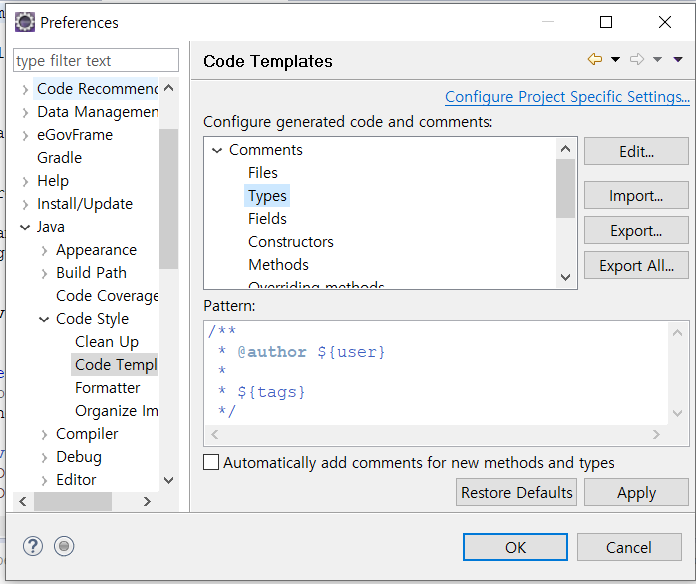 Preferences
type filter text
Code Recommend
Data Managemen
eGovFrame
Gradle
Help
Install/Update
Java
Appearance
Build Path
Code Coverage
Code Style
Clean Up
Code Templ
Formatter
Organize Im
Compiler
Debug
Editor
Code Templates
Configure Project Specific Settings...
Configure generated code and comments:
Comments
Files
Types
Fields
Constructors
Methods
Overriding methods
Edit...
Import...
Export...
Export All...
Pattern:
/**
 * @author ${user}
 *
 * ${tags}
 */
Automatically add comments for new methods and types
Restore Defaults
Apply
OK
Cancel